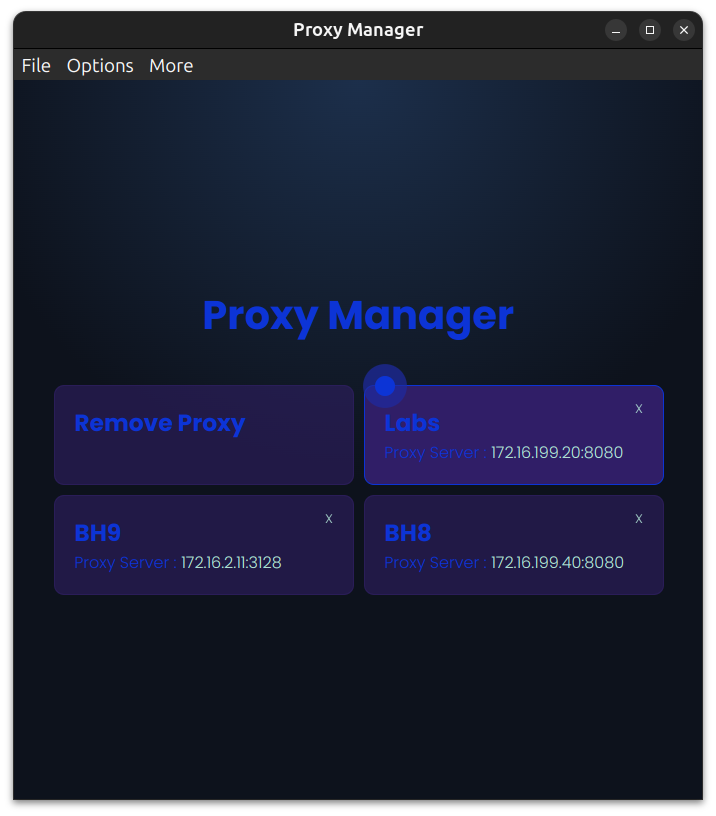 Proxy Manager
File Options More
Proxy Manager
Remove Proxy
X
Labs
Proxy Server : 172.16.199.20:8080
X
BH9
Proxy Server : 172.16.2.11:3128
X
BH8
Proxy Server : 172.16.199.40:8080